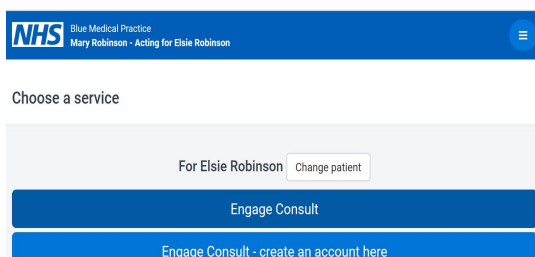 NHS
Blue Medical Practice
Mary Robinson - Acting for Elsie Robinson
Choose a service
For Elsie Robinson Change patient
Engage Consult
Engage Consult - create an account here